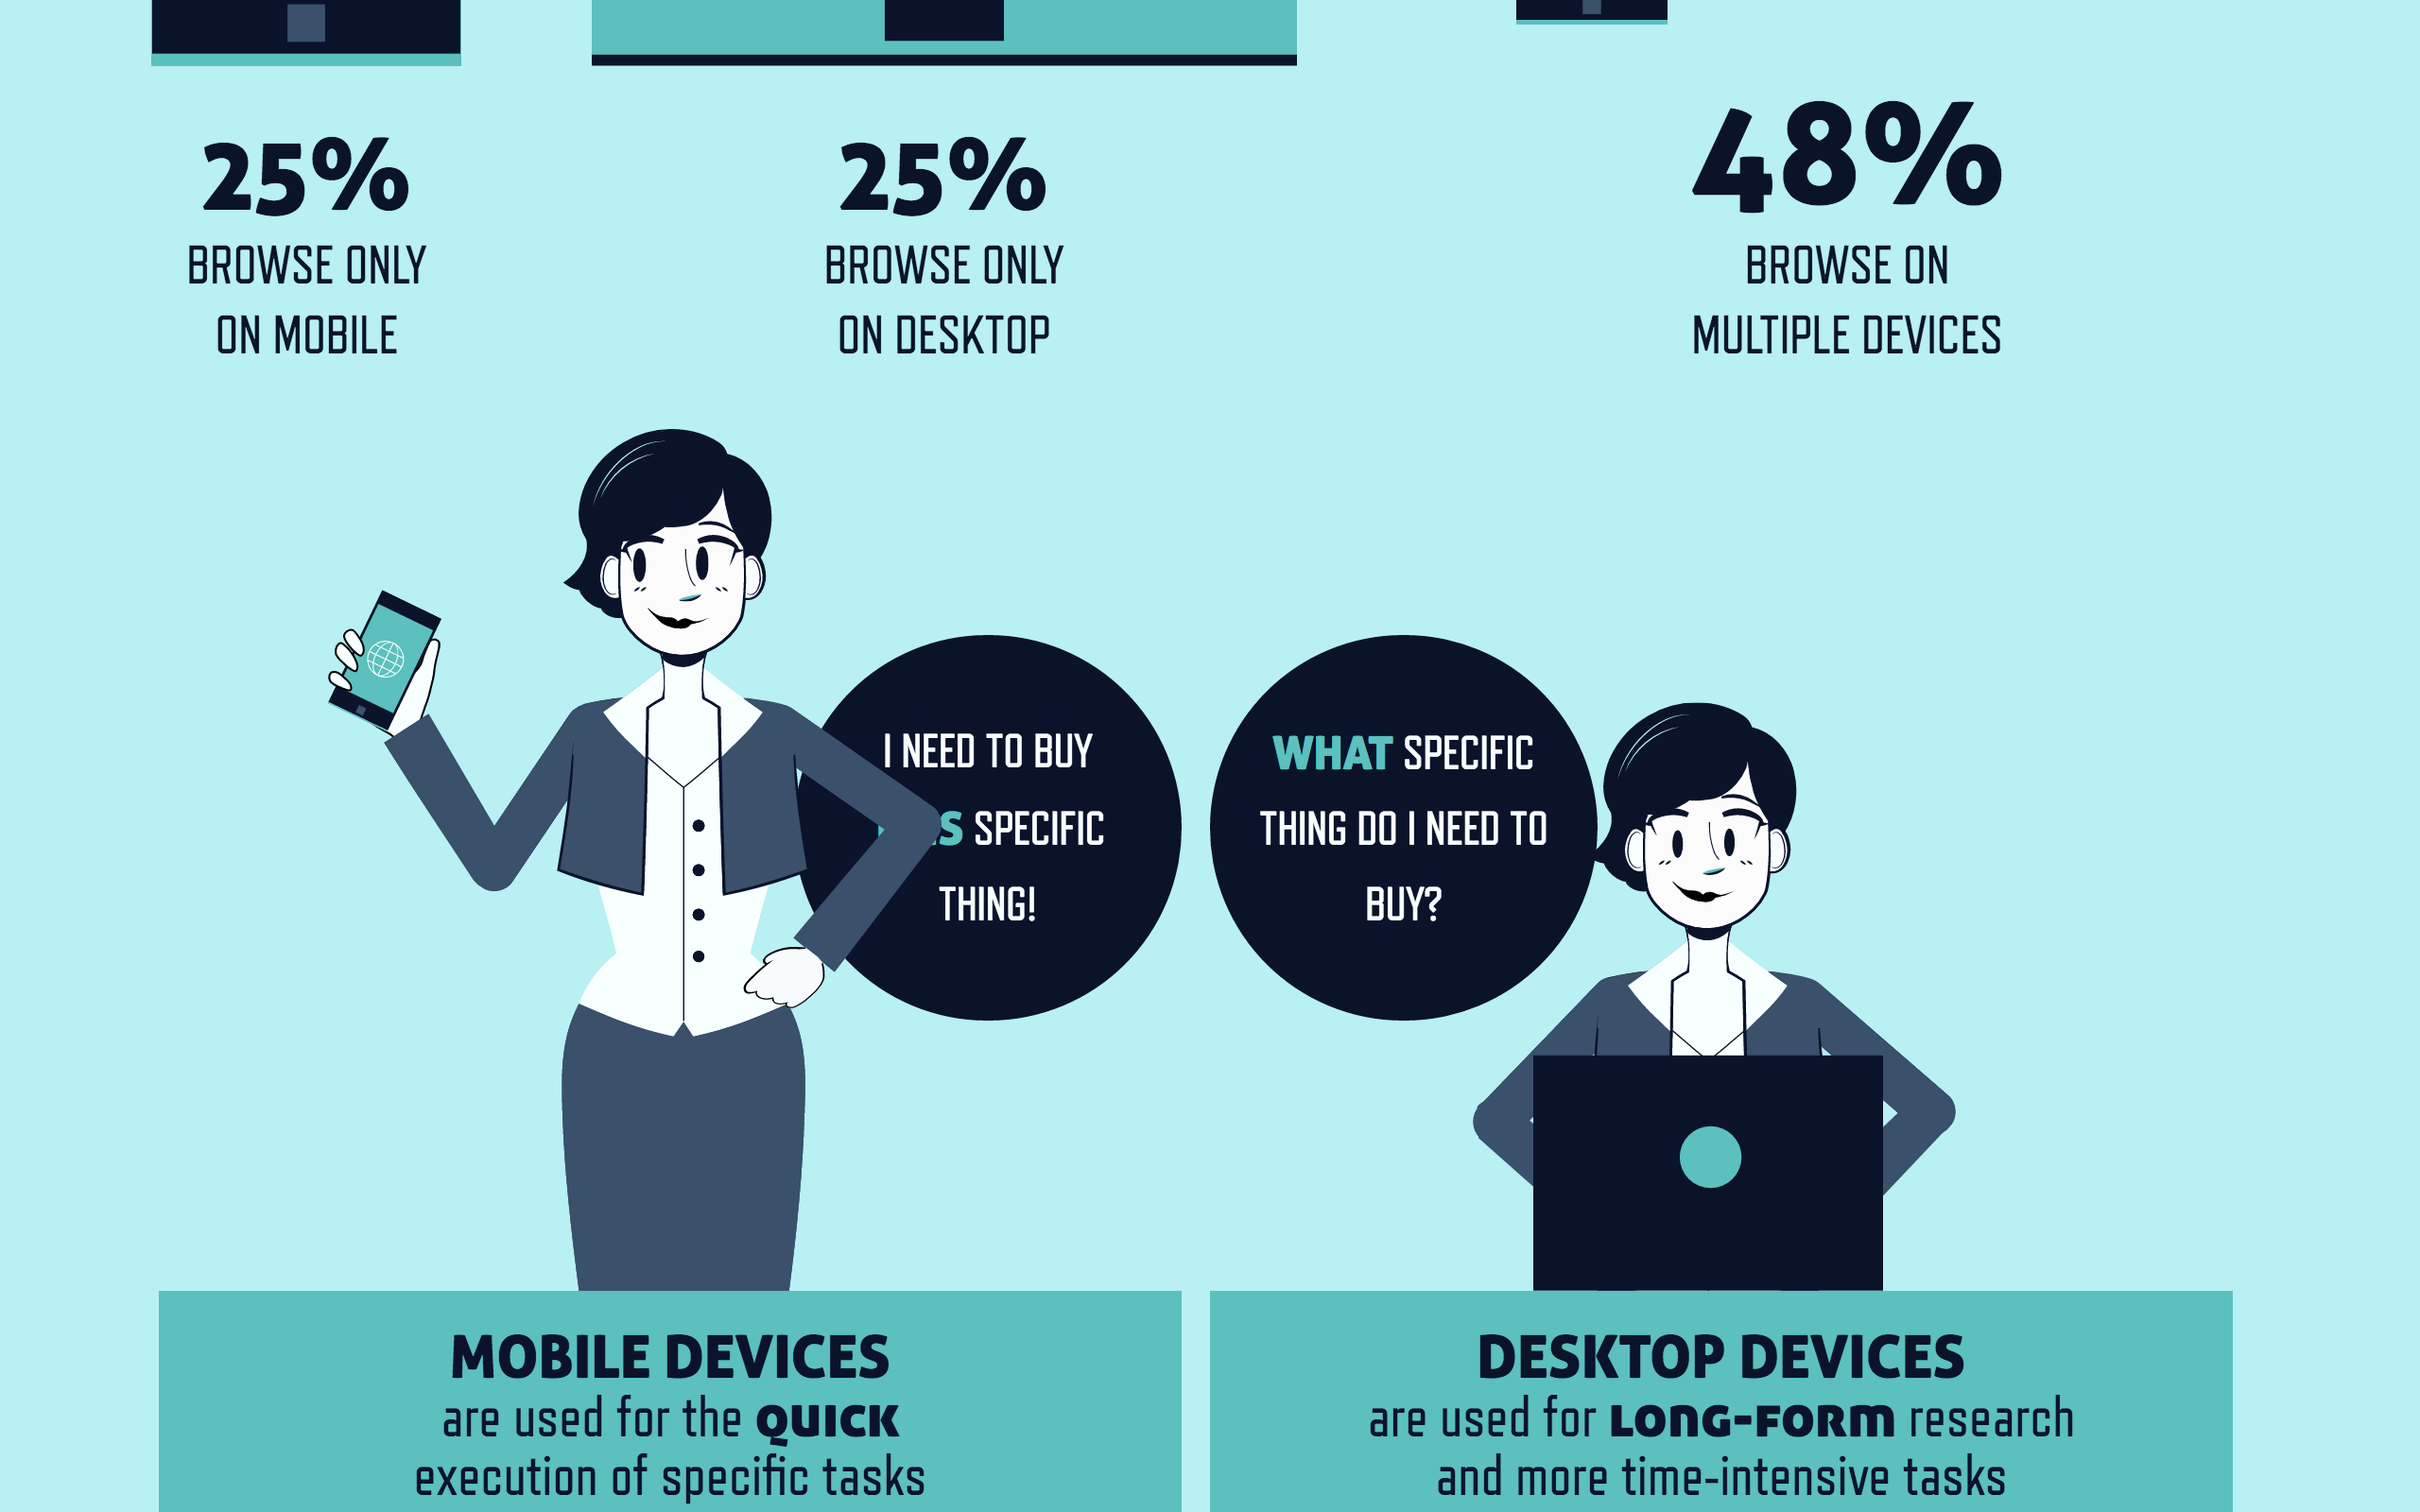 25%
BROWSE ONLY
ON MOBILE
25%
BROWSE ONLY
ON DESKTOP
48%
BROWSE ON
MULTIPLE DEVICES
I NEED TO BUY
SPECIFIC
THING!
WHAT SPECIFIC
THING DO I NEED TO
BUY?
MOBILE DEVICES
are used for the QUICK
execution of specific tasks
DESKTOP DEVICES
are used for LONG-FORM research
and more time-intensive tasks